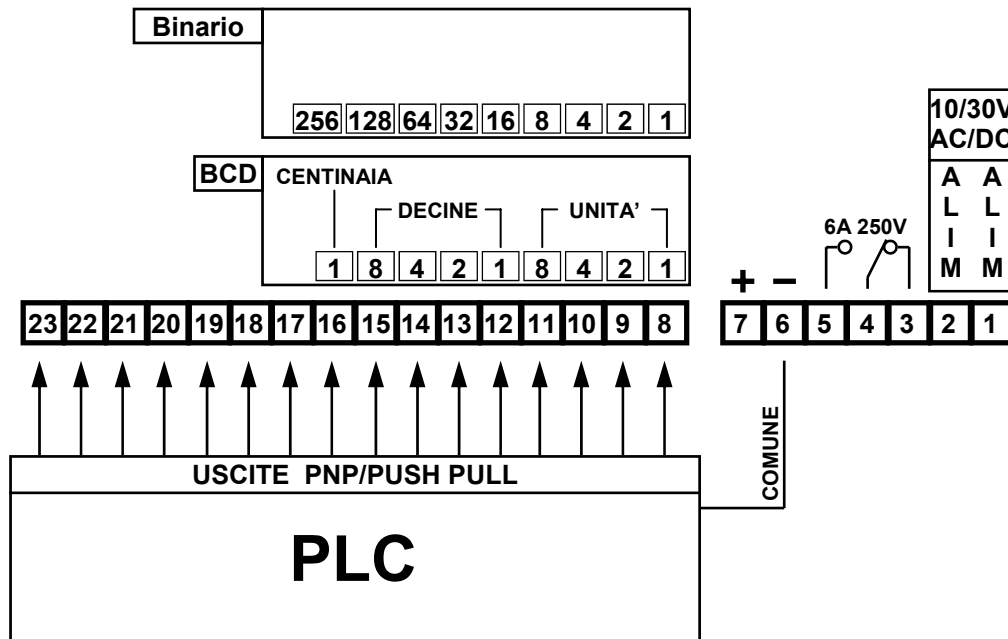 Binario
256 128 64 32 16 8 4 2 1
BCD
CENTINAIA
DECINE
UNITA’
1 8 4 2 1 8 4 2 1
23 22 21 20 19 18 17 16 15 14 13 12 11 10 9 8
USCITE PNP/PUSH PULL
PLC
COMUNE
+ −
6A 250V
10/30V
AC/DC
ALIM
ALIM
7 6 5 4 3 2 1